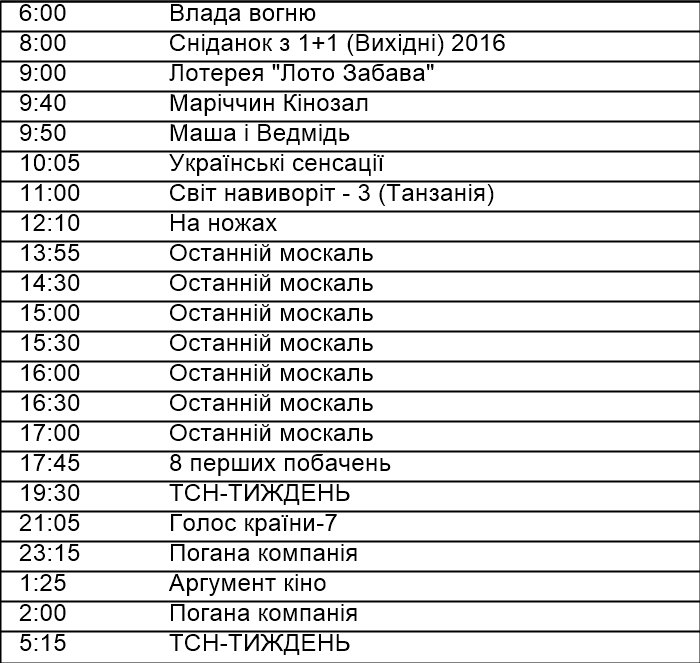 6:00 Влада вогню
8:00 Сніданок з 1+1 (Вихідні) 2016
9:00 Лотерея "Лото Забава"
9:40 Маріччин Кінозал
9:50 Маша і Ведмідь
10:05 Українські сенсації
11:00 Світ навиворіт - 3 (Танзанія)
12:10 На ножах
13:55 Останній москаль
14:30 Останній москаль
15:00 Останній москаль
15:30 Останній москаль
16:00 Останній москаль
16:30 Останній москаль
17:00 Останній москаль
17:45 8 перших побачень
19:30 ТСН-ТИЖДЕНЬ
21:05 Голос країни-7
23:15 Погана компанія
1:25 Аргумент кіно
2:00 Погана компанія
5:15 ТСН-ТИЖДЕНЬ